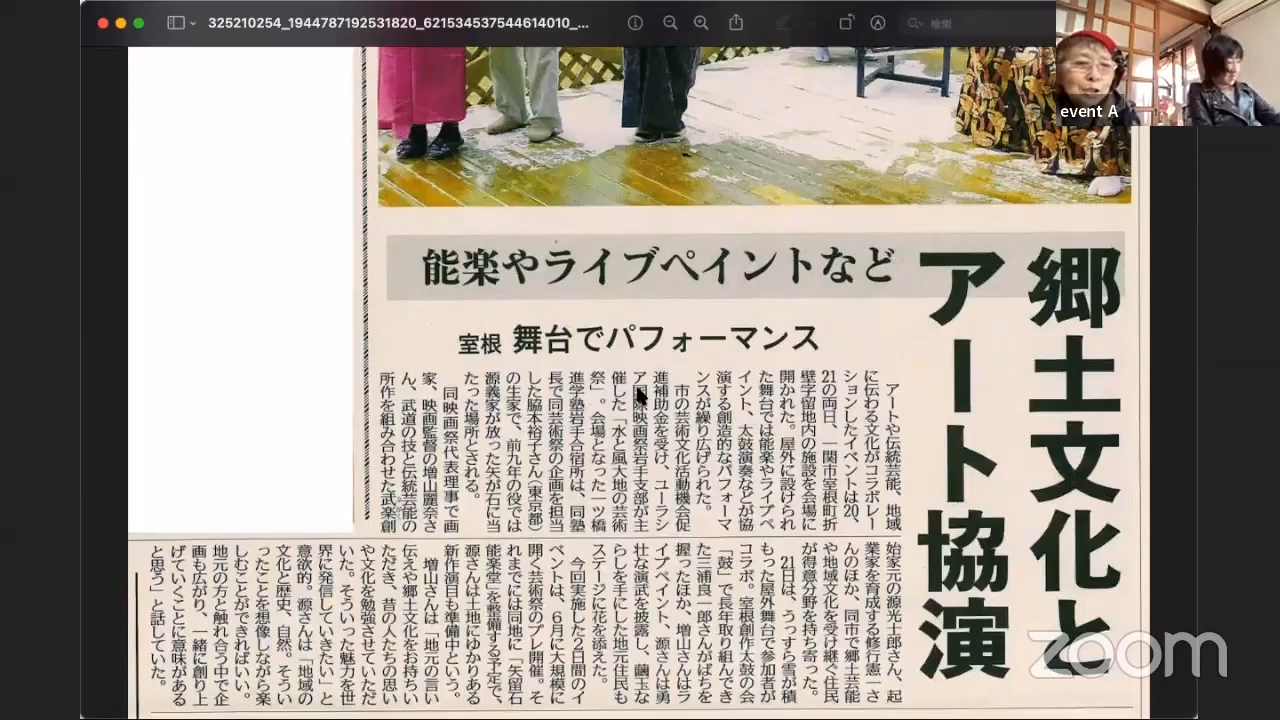 325210254_1944787192531820_621534537544614010_...
検索
event A
郷土文化と
アート協演
能楽やライブペイントなど
室根 舞台でパフォーマンス
アートや伝統芸能、地域
に伝わる文化がコラボレー
ションしたイベントは20、
21の両日、一関市室根町折
壁字留地内の施設を会場に
開かれた。屋外に設けられ
た舞台では能楽やライブペ
イント、太鼓演奏などが協
演する創造的なパフォーマ
ンスが繰り広げられた。
市の芸術文化活動機会促
進補助金を受け、ユーラシ
ア国際映画祭岩手支部が主
催した「水と風大地の芸術
祭」。会場となった一ツ橋
進学塾岩手合宿所は、同塾
長で同芸術祭の企画を担当
した脇本裕子さん(東京都)
の生家で、前九年の役では
源義家が放った矢が石に当
たった場所とされる。
同映画祭代表理事で画
家、映画監督の増山麗奈さ
ん、武道の技と伝統芸能の
所作を組み合わせた武楽創
始家元の源光士郎さん、起
業家を育成する修行憲一さ
んのほか、同市で郷土芸能
や地域文化を受け継ぐ住民
が得意分野を持ち寄った。
21日は、うっすら雪が積
もった屋外舞台で参加者が
コラボ。室根創作太鼓の会
「鼓」で長年取り組んでき
た三浦良一郎さんがばちを
握ったほか、増山さんはラ
イブペイント、源さんは勇
壮な演武を披露し、繭玉な
らしを手にした地元住民も
ステージに花を添えた。
今回実施した2日間のイ
ベントは、6月に大規模に
開く芸術祭のプレ開催。そ
れまでには同地に「矢留石
能楽堂」を整備する予定で、
源さんは土地にゆかりある
新作演目も準備中という。
増山さんは「地元の言い
伝えや郷土文化をお持ちい
ただき、昔の人たちの思い
や文化を勉強させていただ
いた。そういった魅力を世
界に発信していきたい」と
意欲的。源さんは「地域の
文化と歴史、自然。そうい
ったことを想像しながら楽
しむことができればいい。
地元の方と触れ合う中で企
画も広がり、一緒に創り上
げていくことに意味がある
と思う」と話していた。
zoom